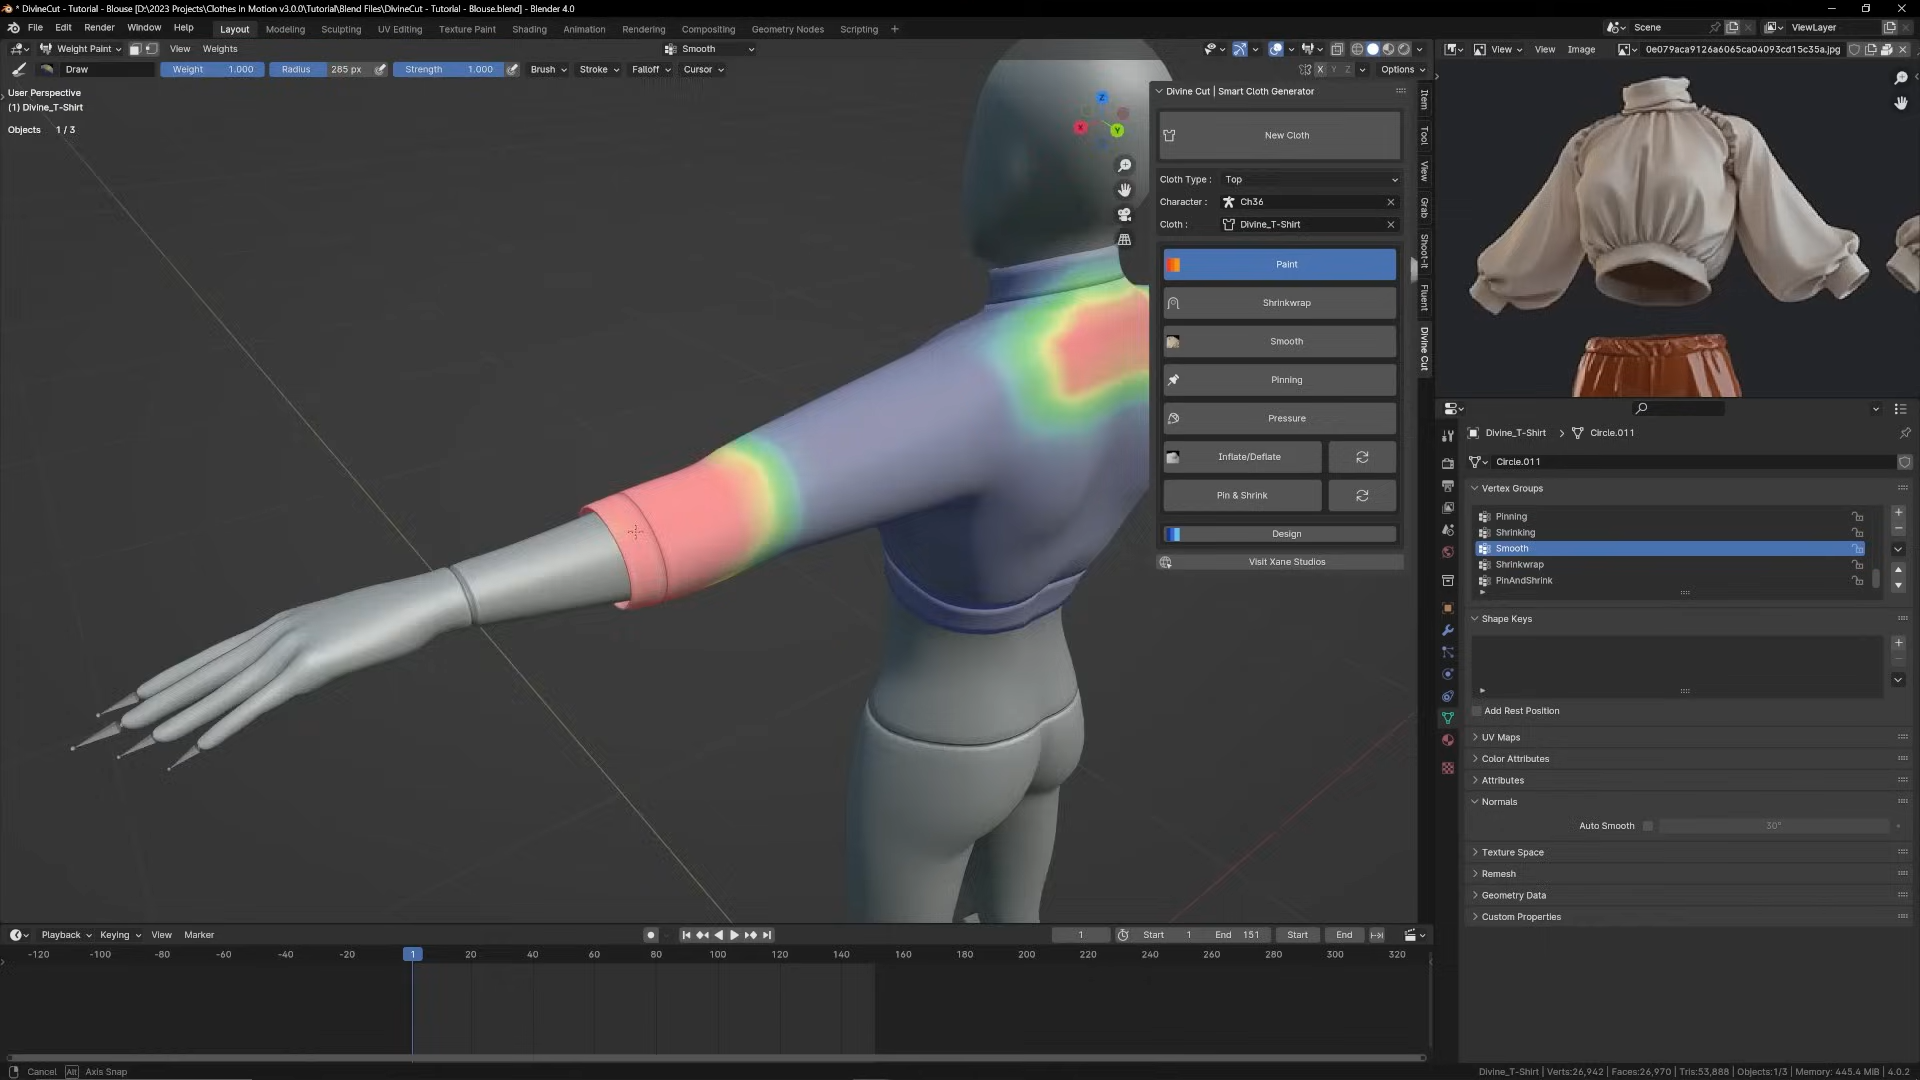 * DivineCut - Tutorial - Blouse [D:\2023 Projects\Clothes in Motion v3.0.0\Tutorial\Blend Files\DivineCut - Tutorial - Blouse.blend] - Blender 4.0
File Edit Render Window Help Layout Modeling Sculpting UV Editing Texture Paint Shading Animation Rendering Compositing Geometry Nodes Scripting + Scene ViewLayer
Weight Paint View Weights Smooth View View Image 0e079aca9126a6065ca04093cd15c35a.jpg
Draw Weight 1.000 Radius 285 px Strength 1.000 Brush Stroke Falloff Cursor X Y Z Options
User Perspective
(1) Divine_T-Shirt
Objects 1 / 3
Z
X
Y
Divine Cut | Smart Cloth Generator
New Cloth
Cloth Type : Top
Character : Ch36
Cloth : Divine_T-Shirt
Paint
Shrinkwrap
Smooth
Pinning
Pressure
Inflate/Deflate
Pin & Shrink
Design
Visit Xane Studios
Item
Tool
View
Grab
Shoot-It
Fluent
Divine Cut
Divine_T-Shirt > Circle.011
Circle.011
Vertex Groups
Pinning
Shrinking
Smooth
Shrinkwrap
PinAndShrink
Shape Keys
Add Rest Position
UV Maps
Color Attributes
Attributes
Normals
Auto Smooth 30°
Texture Space
Remesh
Geometry Data
Custom Properties
Playback Keying View Marker 1 Start 1 End 151 Start End
-120 -100 -80 -60 -40 -20 1 20 40 60 80 100 120 140 160 180 200 220 240 260 280 300 320
Cancel Alt Axis Snap
Divine_T-Shirt | Verts:26,942 | Faces:26,970 | Tris:53,888 | Objects:1/3 | Memory: 445.4 MiB | 4.0.2